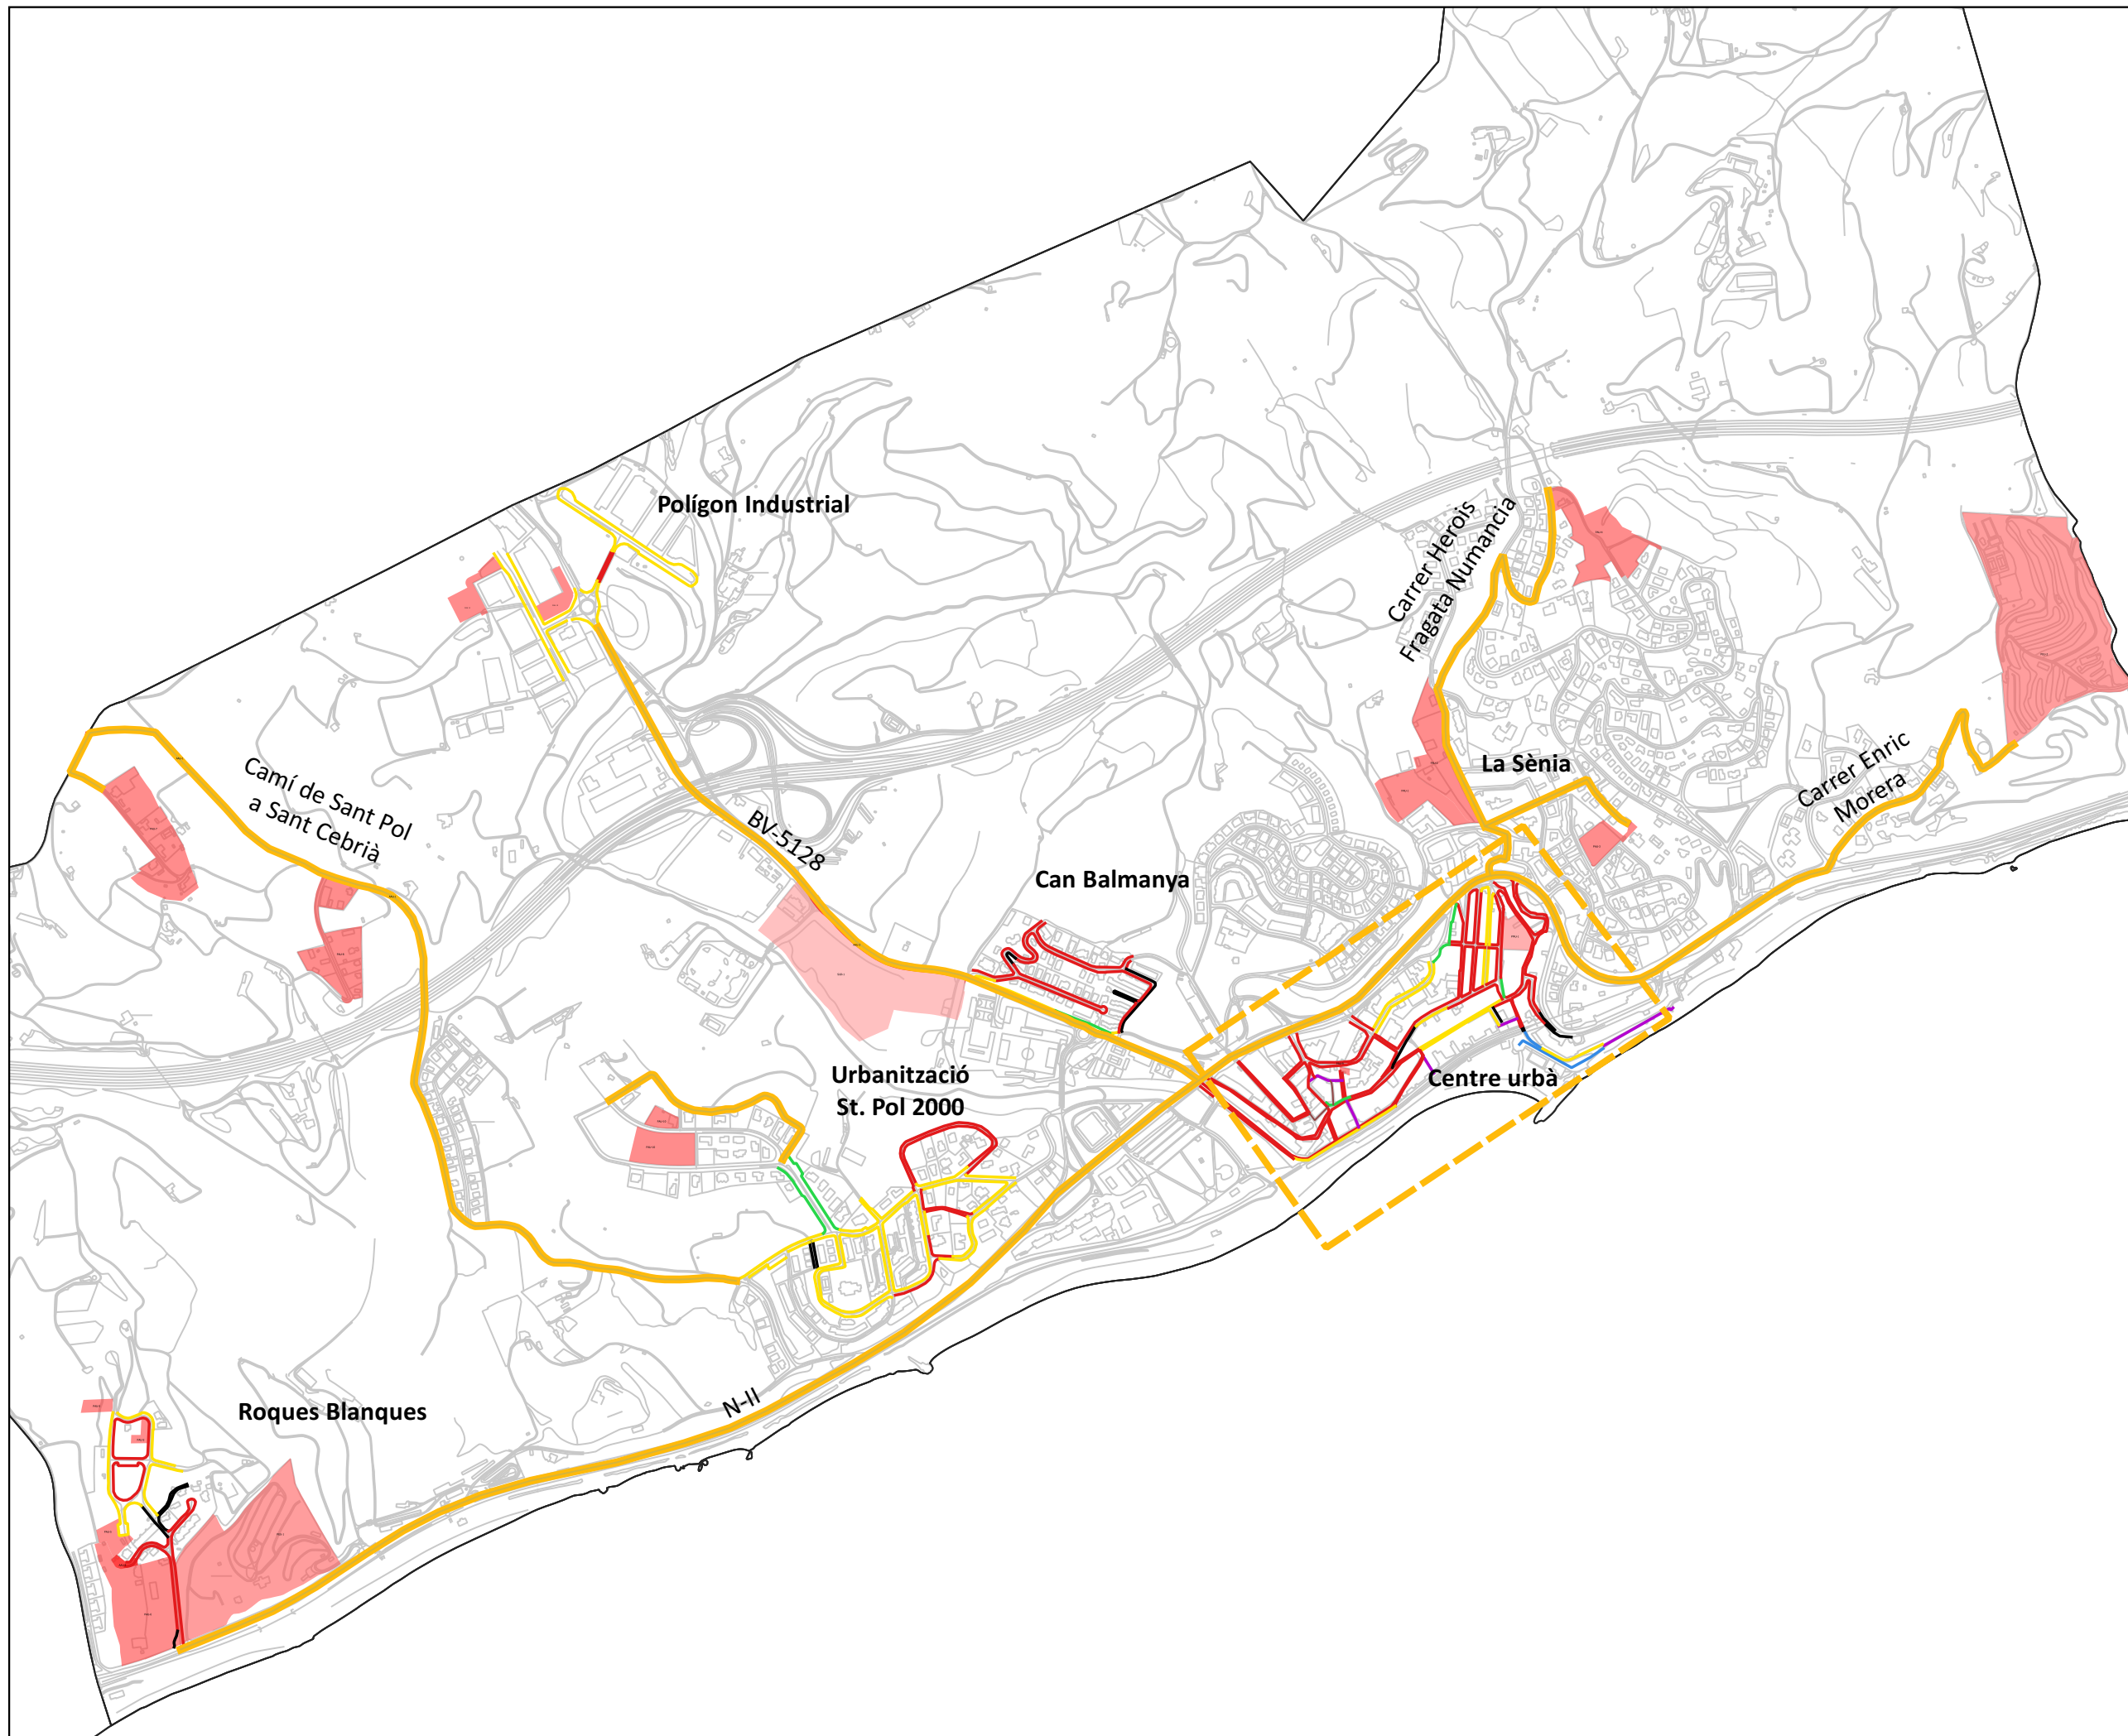 Polígon Industrial
Carrer Herois
Fragata Numancia
La Sènia
Carrer Enric
Morera
Camí de Sant Pol
a Sant Cebrià
BV-5128
Can Balmanya
Urbanització
St. Pol 2000
Centre urbà
N-II
Roques Blanques